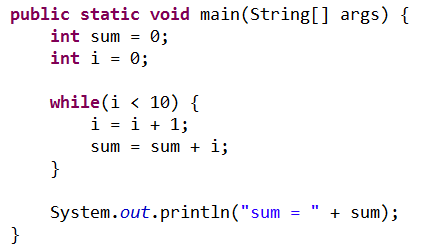 public static void main(String[] args) {
    int sum = 0;
    int i = 0;

    while(i < 10) {
        i = i + 1;
        sum = sum + i;
    }

    System.out.println("sum = " + sum);
}